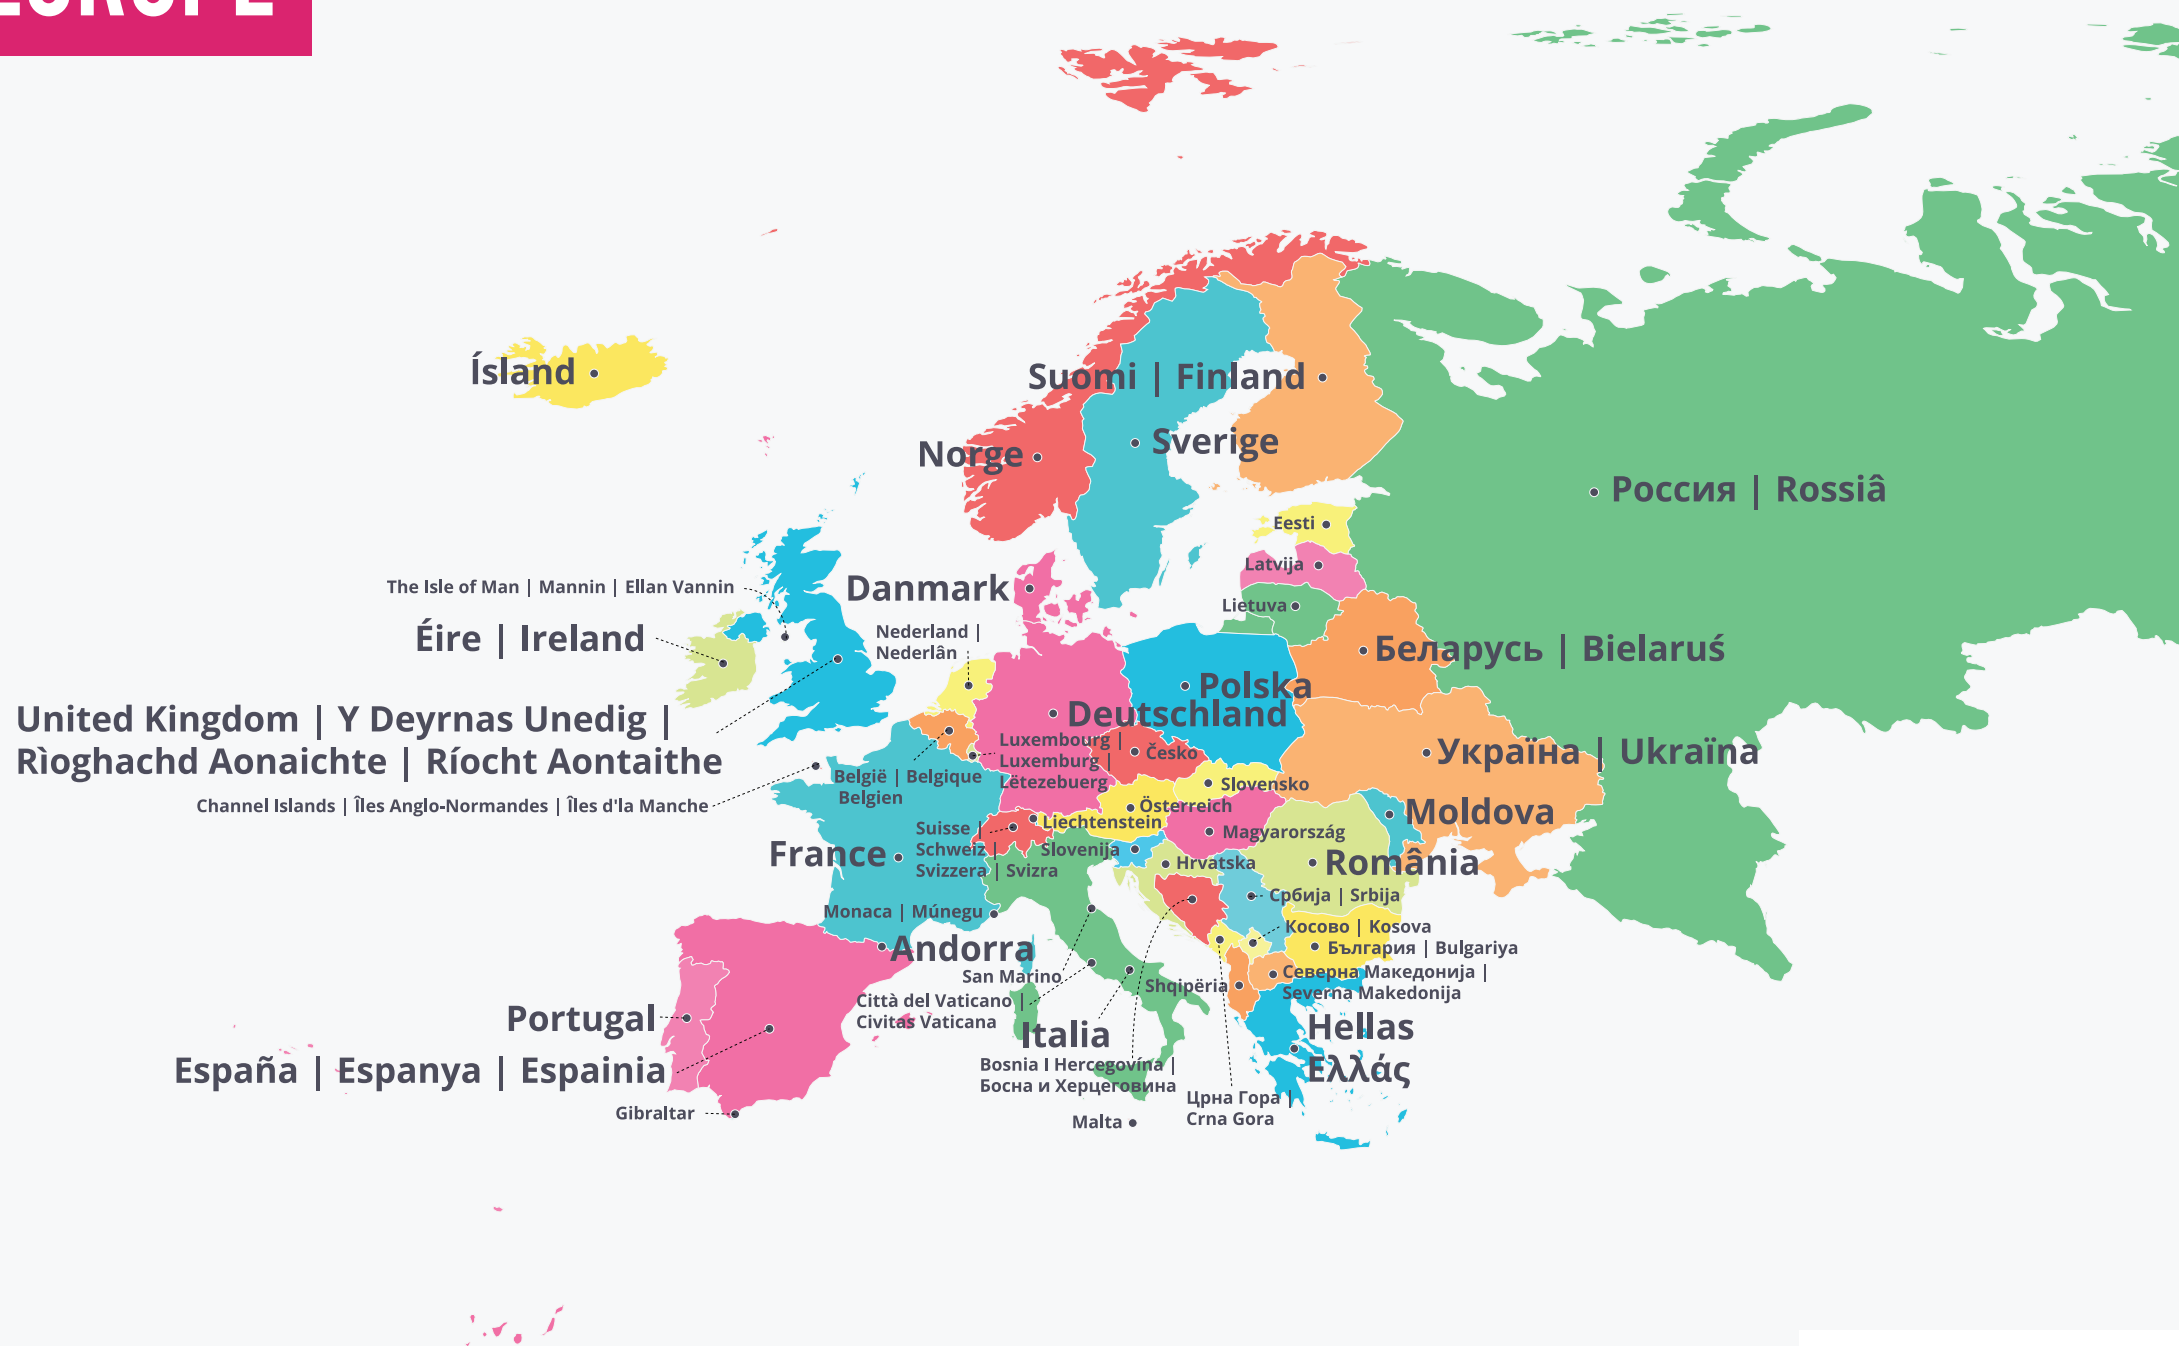 EUROPE
Ísland
Suomi | Finland
Norge
Sverige
Россия | Rossiâ
Eesti
Latvija
The Isle of Man | Mannin | Ellan Vannin
Danmark
Lietuva
Éire | Ireland
Nederland |
Nederlân
Беларусь | Bielaruś
Polska
United Kingdom | Y Deyrnas Unedig |
Rìoghachd Aonaichte | Ríocht Aontaithe
Deutschland
Luxembourg |
Luxemburg |
Lëtezebuerg
Česko
Україна | Ukraïna
België | Belgique
Belgien
Slovensko
Channel Islands | Îles Anglo-Normandes | Îles d'la Manche
Österreich
Moldova
Liechtenstein
Suisse |
Schweiz |
Svizzera | Svizra
Magyarország
France
Slovenija
Hrvatska
România
Србија | Srbija
Monaca | Múnegu
Косово | Kosova
Andorra
България | Bulgariya
San Marino
Северна Македонија |
Severna Makedonija
Shqipëria
Città del Vaticano |
Civitas Vaticana
Portugal
Italia
Hellas
Ελλάς
España | Espanya | Espainia
Bosnia I Hercegovína |
Босна и Херцеговина
Црна Гора |
Crna Gora
Gibraltar
Malta